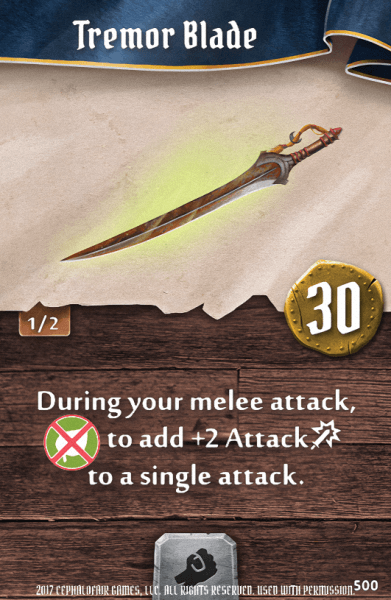 Tremor Blade
30
1/2
During your melee attack,
to add +2 Attack
to a single attack.
2017 CEPHALOFAIR GAMES, LLC. ALL RIGHTS RESERVED. USED WITH PERMISSION
500